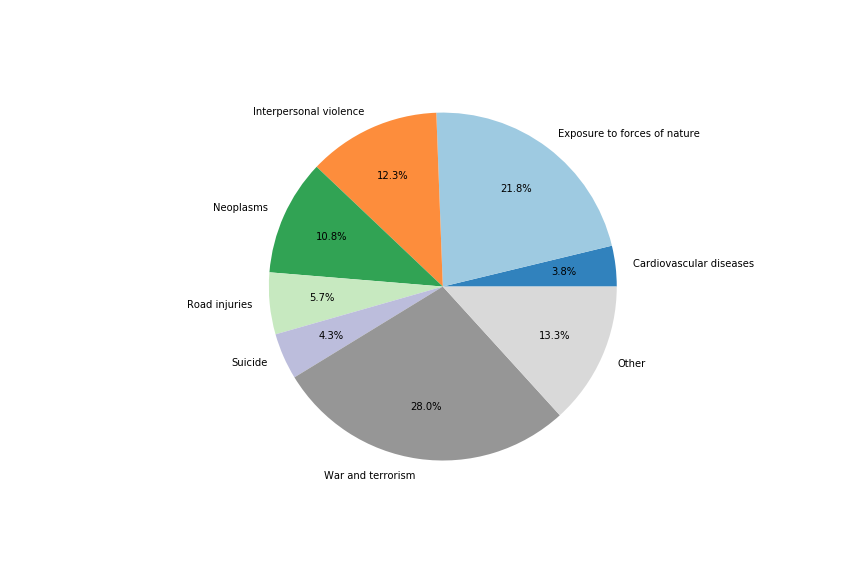 Interpersonal violence
Exposure to forces of nature
12.3%
21.8%
Neoplasms
10.8%
Cardiovascular diseases
3.8%
Road injuries
5.7%
Suicide
4.3%
13.3%
Other
28.0%
War and terrorism